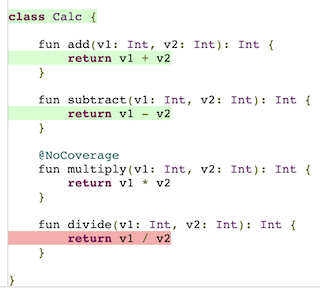 class Calc {
fun add(v1: Int, v2: Int): Int {
return v1 + v2
}
fun subtract(v1: Int, v2: Int): Int {
return v1 - v2
}
@NoCoverage
fun multiply(v1: Int, v2: Int): Int {
return v1 * v2
}
fun divide(v1: Int, v2: Int): Int {
return v1 / v2
}
}